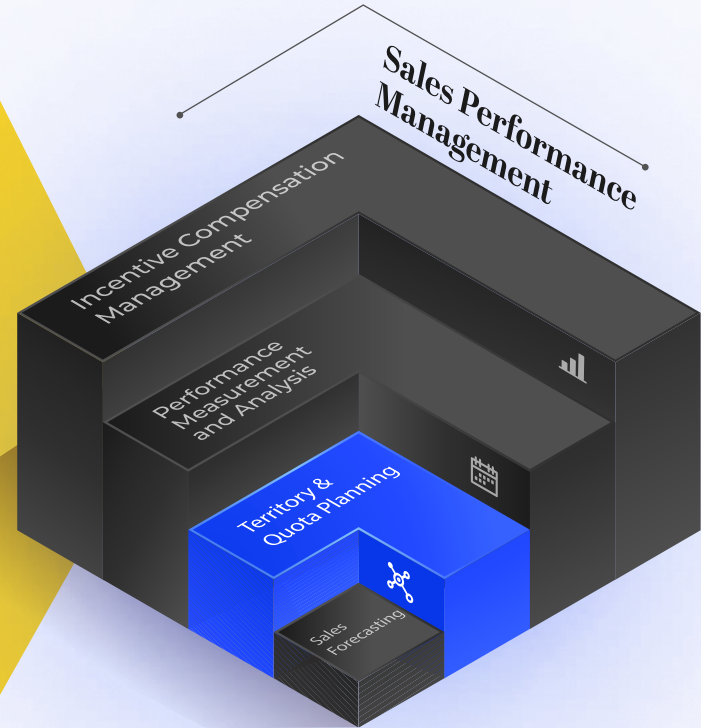 Sales Performance
Management
Incentive Compensation
Management
Performance
Measurement
and Analysis
Territory &
Quota Planning
Sales
Forecasting